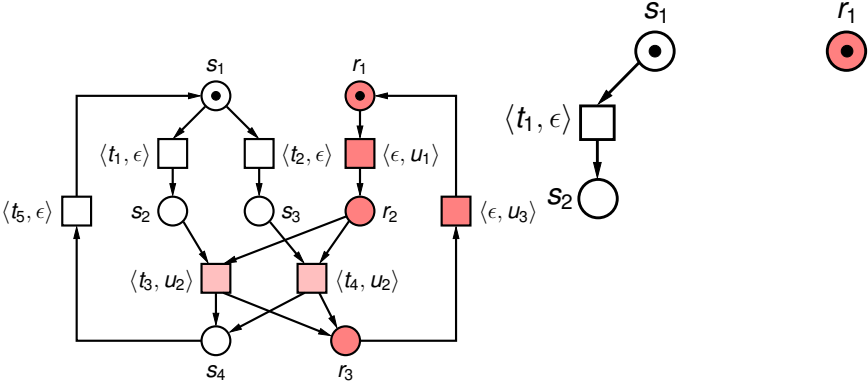 s₁ r₁
s₁ r₁
⟨t₁, ϵ⟩
⟨t₁, ϵ⟩ ⟨t₂, ϵ⟩ ⟨ϵ, u₁⟩
s₂
⟨t₅, ϵ⟩ s₂ s₃ r₂ ⟨ϵ, u₃⟩
⟨t₃, u₂⟩ ⟨t₄, u₂⟩
s₄ r₃